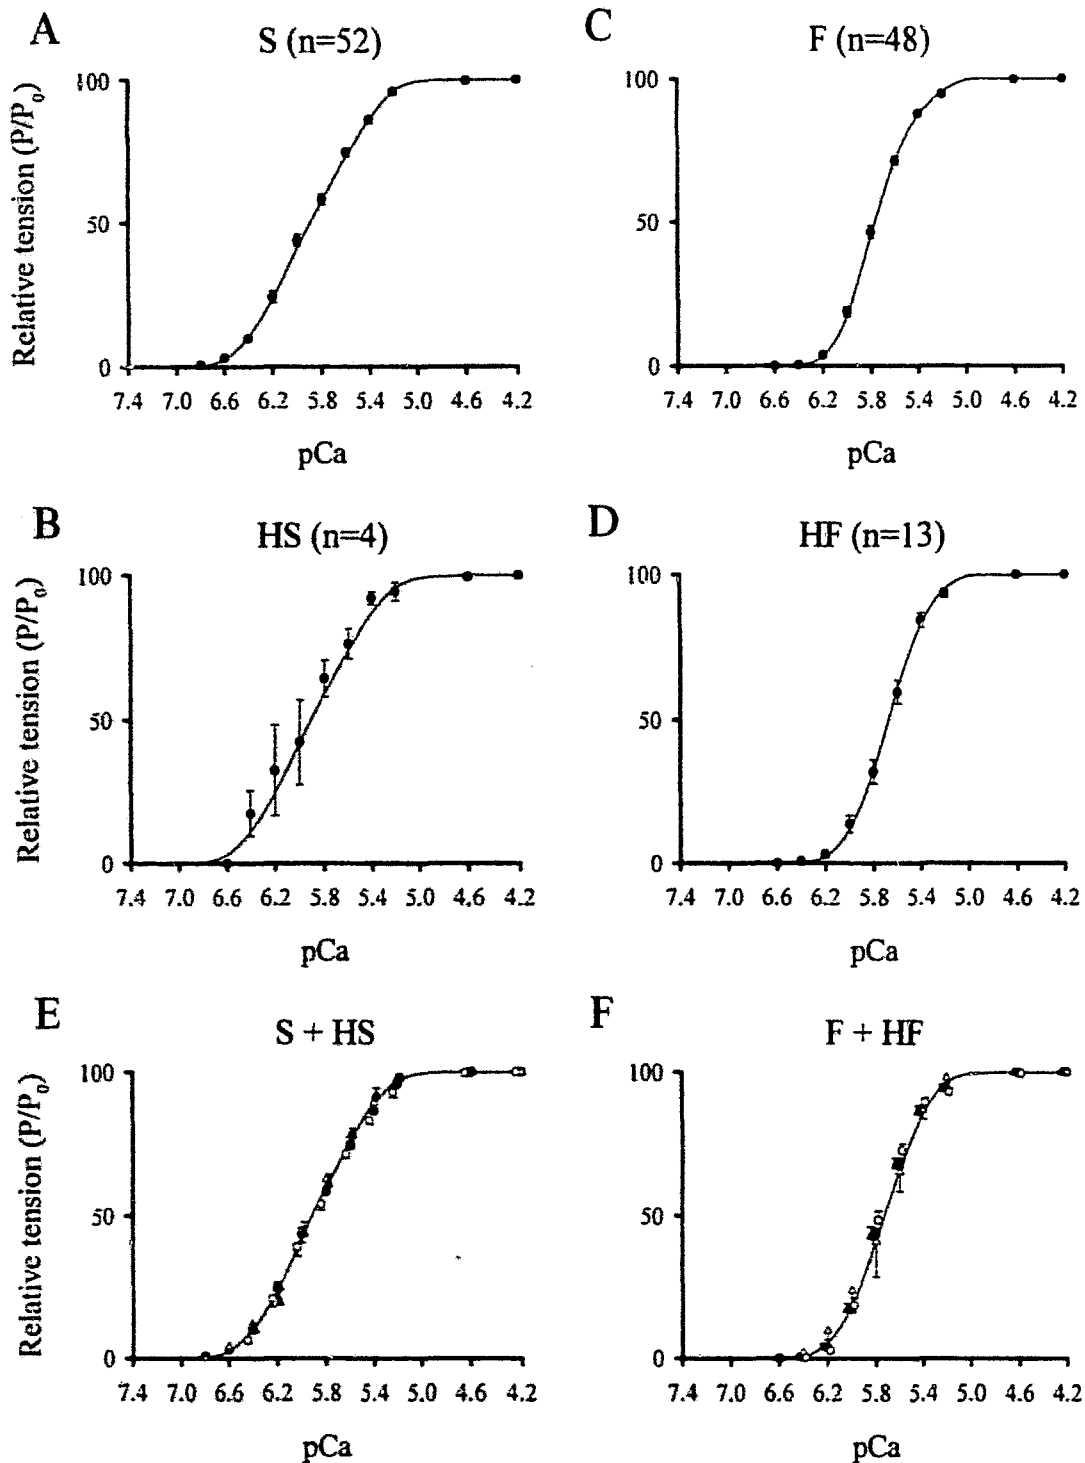 A
S (n=52)
Relative tension (P/P0)
100
50
0
7.4 7.0 6.6 6.2 5.8 5.4 5.0 4.6 4.2
pCa
C
F (n=48)
100
50
0
7.4 7.0 6.6 6.2 5.8 5.4 5.0 4.6 4.2
pCa
B
HS (n=4)
Relative tension (P/P0)
100
50
0
7.4 7.0 6.6 6.2 5.8 5.4 5.0 4.6 4.2
pCa
D
HF (n=13)
100
50
0
7.4 7.0 6.6 6.2 5.8 5.4 5.0 4.6 4.2
pCa
E
S + HS
Relative tension (P/P0)
100
50
0
7.4 7.0 6.6 6.2 5.8 5.4 5.0 4.6 4.2
pCa
F
F + HF
100
50
0
7.4 7.0 6.6 6.2 5.8 5.4 5.0 4.6 4.2
pCa